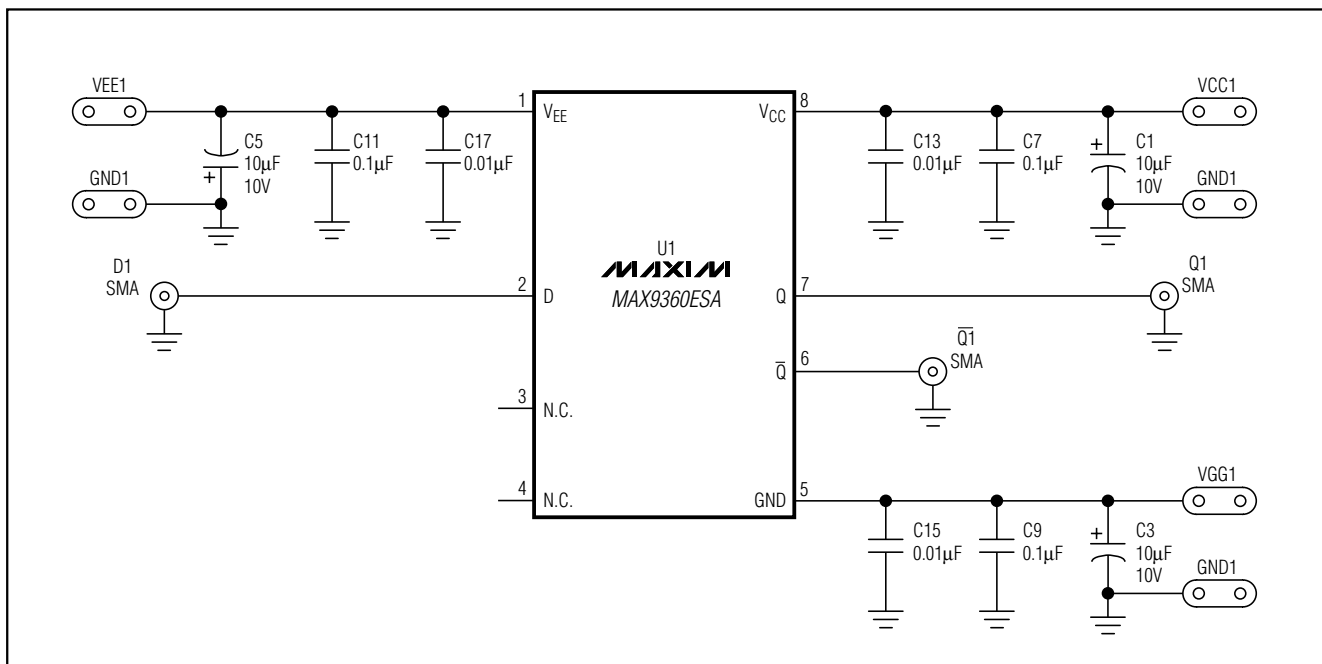 VEE1
GND1
C5
10µF
10V
+
C11
0.1µF
C17
0.01µF
D1
SMA
1
2
3
4
V_EE
D
N.C.
N.C.
U1
MAXIM
MAX9360ESA
V_CC
Q
Q̅
GND
8
7
6
5
C13
0.01µF
C7
0.1µF
+
C1
10µF
10V
VCC1
GND1
Q1
SMA
Q̅1̅
SMA
C15
0.01µF
C9
0.1µF
+
C3
10µF
10V
VGG1
GND1